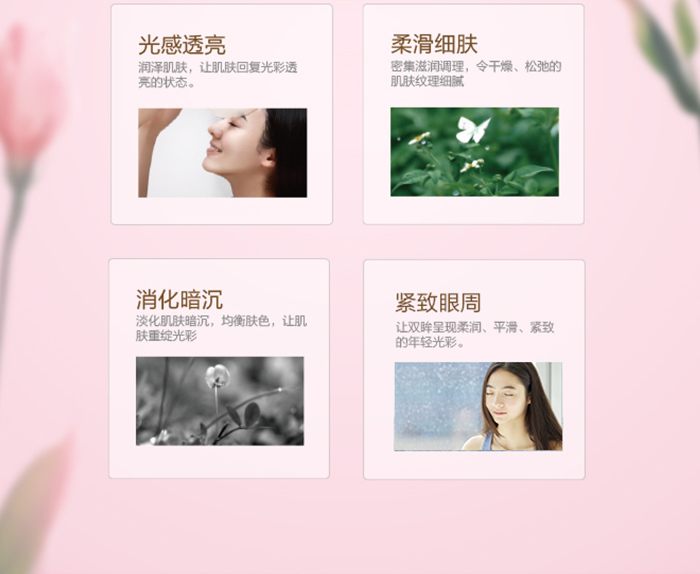 光感透亮
润泽肌肤，让肌肤回复光彩透
亮的状态。
柔滑细肤
密集滋润调理，令干燥、松弛的
肌肤纹理细腻
消化暗沉
淡化肌肤暗沉，均衡肤色，让肌
肤重绽光彩
紧致眼周
让双眸呈现柔润、平滑、紧致
的年轻光彩。